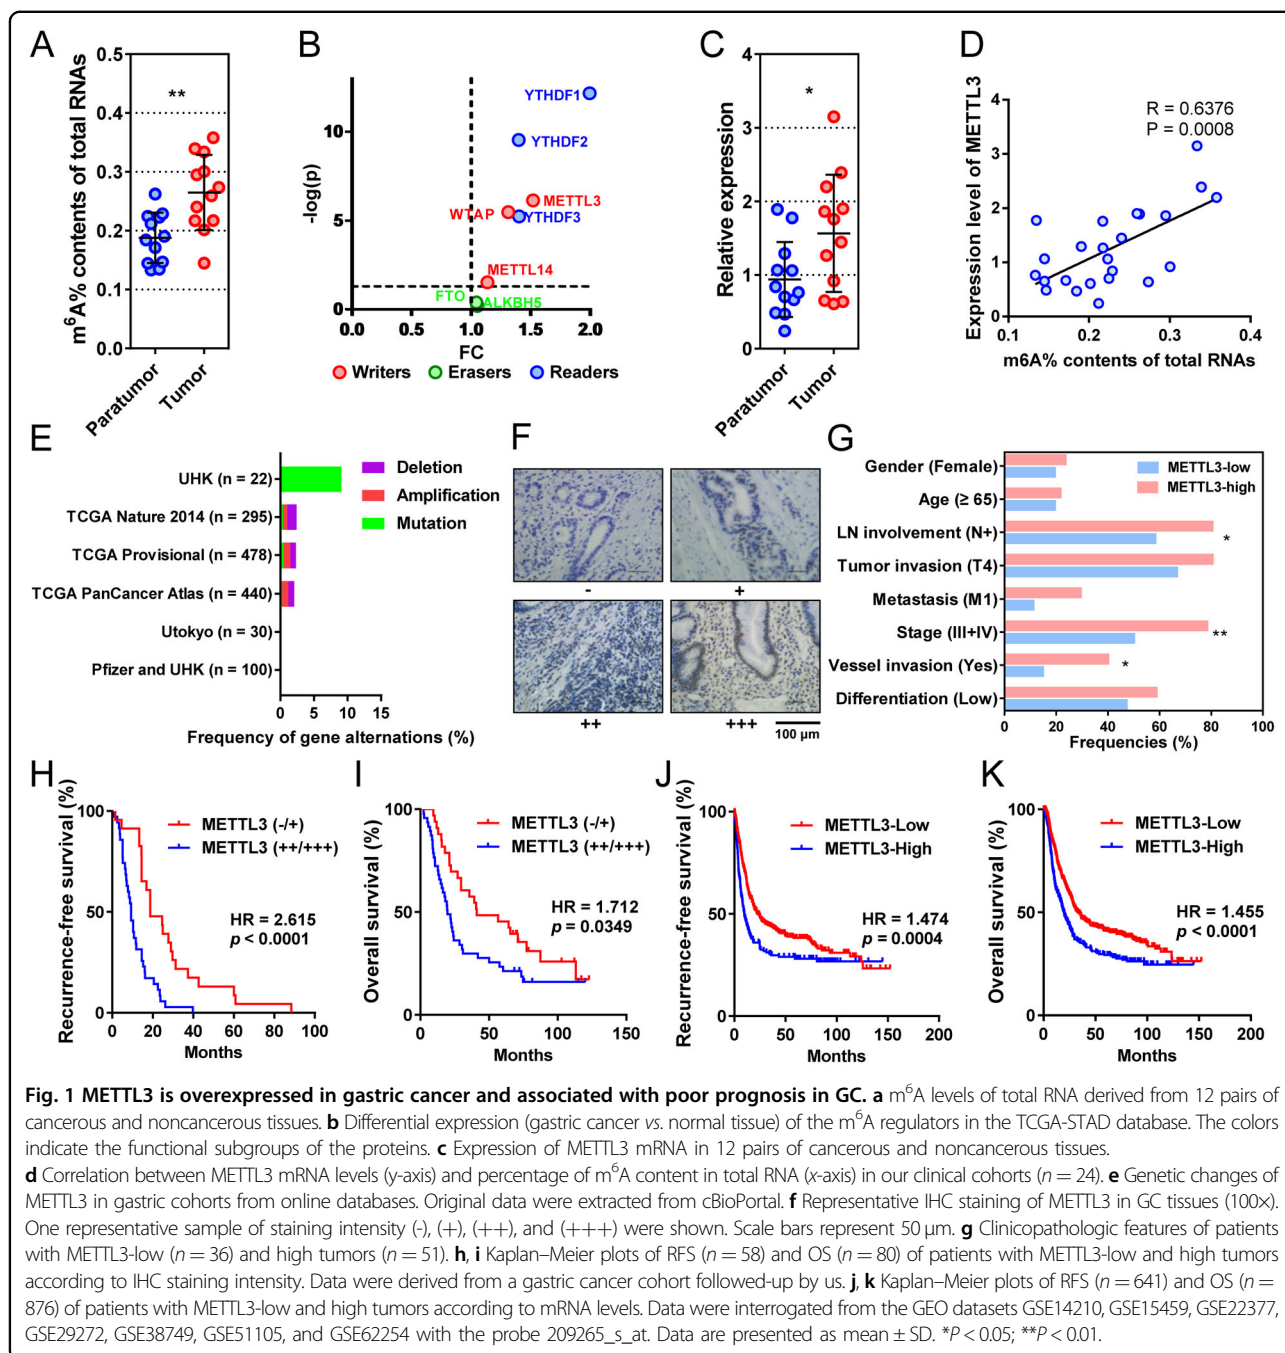 A
m⁶A% contents of total RNAs
0.5
0.4
0.3
0.2
0.1
0.0
**
Paratumor
Tumor
B
-log(p)
10
5
0
0.0
0.5
1.0
1.5
2.0
FC
YTHDF1
YTHDF2
METTL3
WTAP
YTHDF3
METTL14
FTO
ALKBH5
Writers
Erasers
Readers
C
Relative expression
4
3
2
1
0
*
Paratumor
Tumor
D
Expression level of METTL3
4
3
2
1
0
R = 0.6376
P = 0.0008
0.1
0.2
0.3
0.4
m6A% contents of total RNAs
E
UHK (n = 22)
TCGA Nature 2014 (n = 295)
TCGA Provisional (n = 478)
TCGA PanCancer Atlas (n = 440)
Utokyo (n = 30)
Pfizer and UHK (n = 100)
Deletion
Amplification
Mutation
0
5
10
15
Frequency of gene alternations (%)
F
-
+
++
+++
100 μm
G
Gender (Female)
Age (≥ 65)
LN involvement (N+)
Tumor invasion (T4)
Metastasis (M1)
Stage (III+IV)
Vessel invasion (Yes)
Differentiation (Low)
METTL3-low
METTL3-high
*
**
*
0
20
40
60
80
100
Frequencies (%)
H
Recurrence-free survival (%)
100
50
0
METTL3 (-/+)
METTL3 (++/+++)
HR = 2.615
p < 0.0001
0
20
40
60
80
100
Months
I
Overall survival (%)
100
50
0
METTL3 (-/+)
METTL3 (++/+++)
HR = 1.712
p = 0.0349
0
50
100
150
Months
J
Recurrence-free survival (%)
100
50
0
METTL3-Low
METTL3-High
HR = 1.474
p = 0.0004
0
50
100
150
200
Months
K
Overall survival (%)
100
50
0
METTL3-Low
METTL3-High
HR = 1.455
p < 0.0001
0
50
100
150
200
Months
Fig. 1 METTL3 is overexpressed in gastric cancer and associated with poor prognosis in GC. a m⁶A levels of total RNA derived from 12 pairs of
cancerous and noncancerous tissues. b Differential expression (gastric cancer vs. normal tissue) of the m⁶A regulators in the TCGA-STAD database. The colors
indicate the functional subgroups of the proteins. c Expression of METTL3 mRNA in 12 pairs of cancerous and noncancerous tissues.
d Correlation between METTL3 mRNA levels (y-axis) and percentage of m⁶A content in total RNA (x-axis) in our clinical cohorts (n = 24). e Genetic changes of
METTL3 in gastric cohorts from online databases. Original data were extracted from cBioPortal. f Representative IHC staining of METTL3 in GC tissues (100×).
One representative sample of staining intensity (-), (+), (++), and (+++) were shown. Scale bars represent 50 μm. g Clinicopathologic features of patients
with METTL3-low (n = 36) and high tumors (n = 51). h, i Kaplan–Meier plots of RFS (n = 58) and OS (n = 80) of patients with METTL3-low and high tumors
according to IHC staining intensity. Data were derived from a gastric cancer cohort followed-up by us. j, k Kaplan–Meier plots of RFS (n = 641) and OS (n =
876) of patients with METTL3-low and high tumors according to mRNA levels. Data were interrogated from the GEO datasets GSE14210, GSE15459, GSE22377,
GSE29272, GSE38749, GSE51105, and GSE62254 with the probe 209265_s_at. Data are presented as mean ± SD. *P < 0.05; **P < 0.01.